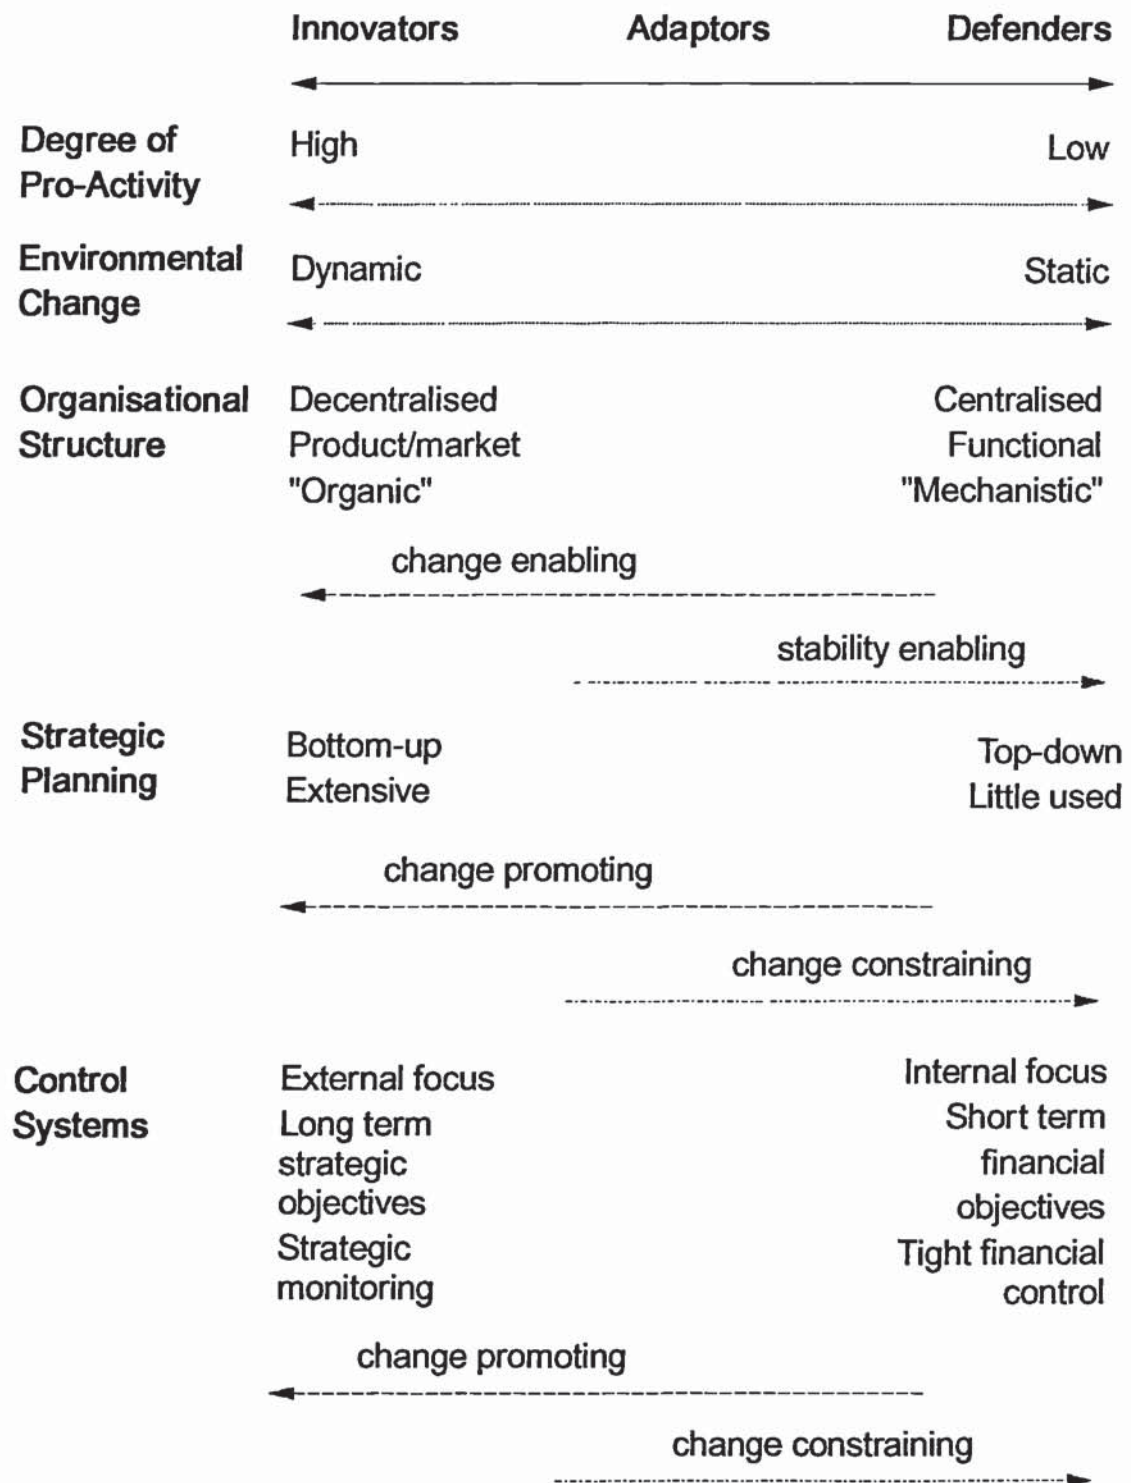 Innovators Adaptors Defenders
Degree of High Low
Pro-Activity
Environmental Dynamic Static
Change
Organisational Decentralised Centralised
Structure Product/market Functional
"Organic" "Mechanistic"
change enabling
stability enabling
Strategic Bottom-up Top-down
Planning Extensive Little used
change promoting
change constraining
Control External focus Internal focus
Systems Long term Short term
strategic financial
objectives objectives
Strategic Tight financial
monitoring control
change promoting
change constraining